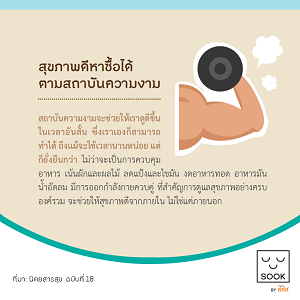 สุขภาพดีหาซื้อได้
ตามสถาบันความงาม
สถาบันความงามจะช่วยให้เราดูดีขึ้น
ในเวลาอันสั้น ซึ่งเราเองก็สามารถ
ทำได้ ถึงแม้จะใช้เวลานานหน่อย แต่
ก็ยั่งยืนกว่า ไม่ว่าจะเป็นการควบคุม
อาหาร เน้นผักและผลไม้ ลดแป้งและไขมัน งดอาหารทอด อาหารมัน
น้ำอัดลม มีการออกกำลังกายควบคู่ ที่สำคัญการดูแลสุขภาพอย่างครบ
องค์รวม จะช่วยให้สุขภาพดีจากภายใน ไม่ใช่แค่ภายนอก
ที่มา: นิตยสารสุข ฉบับที่ 18
SOOK
BY สสส